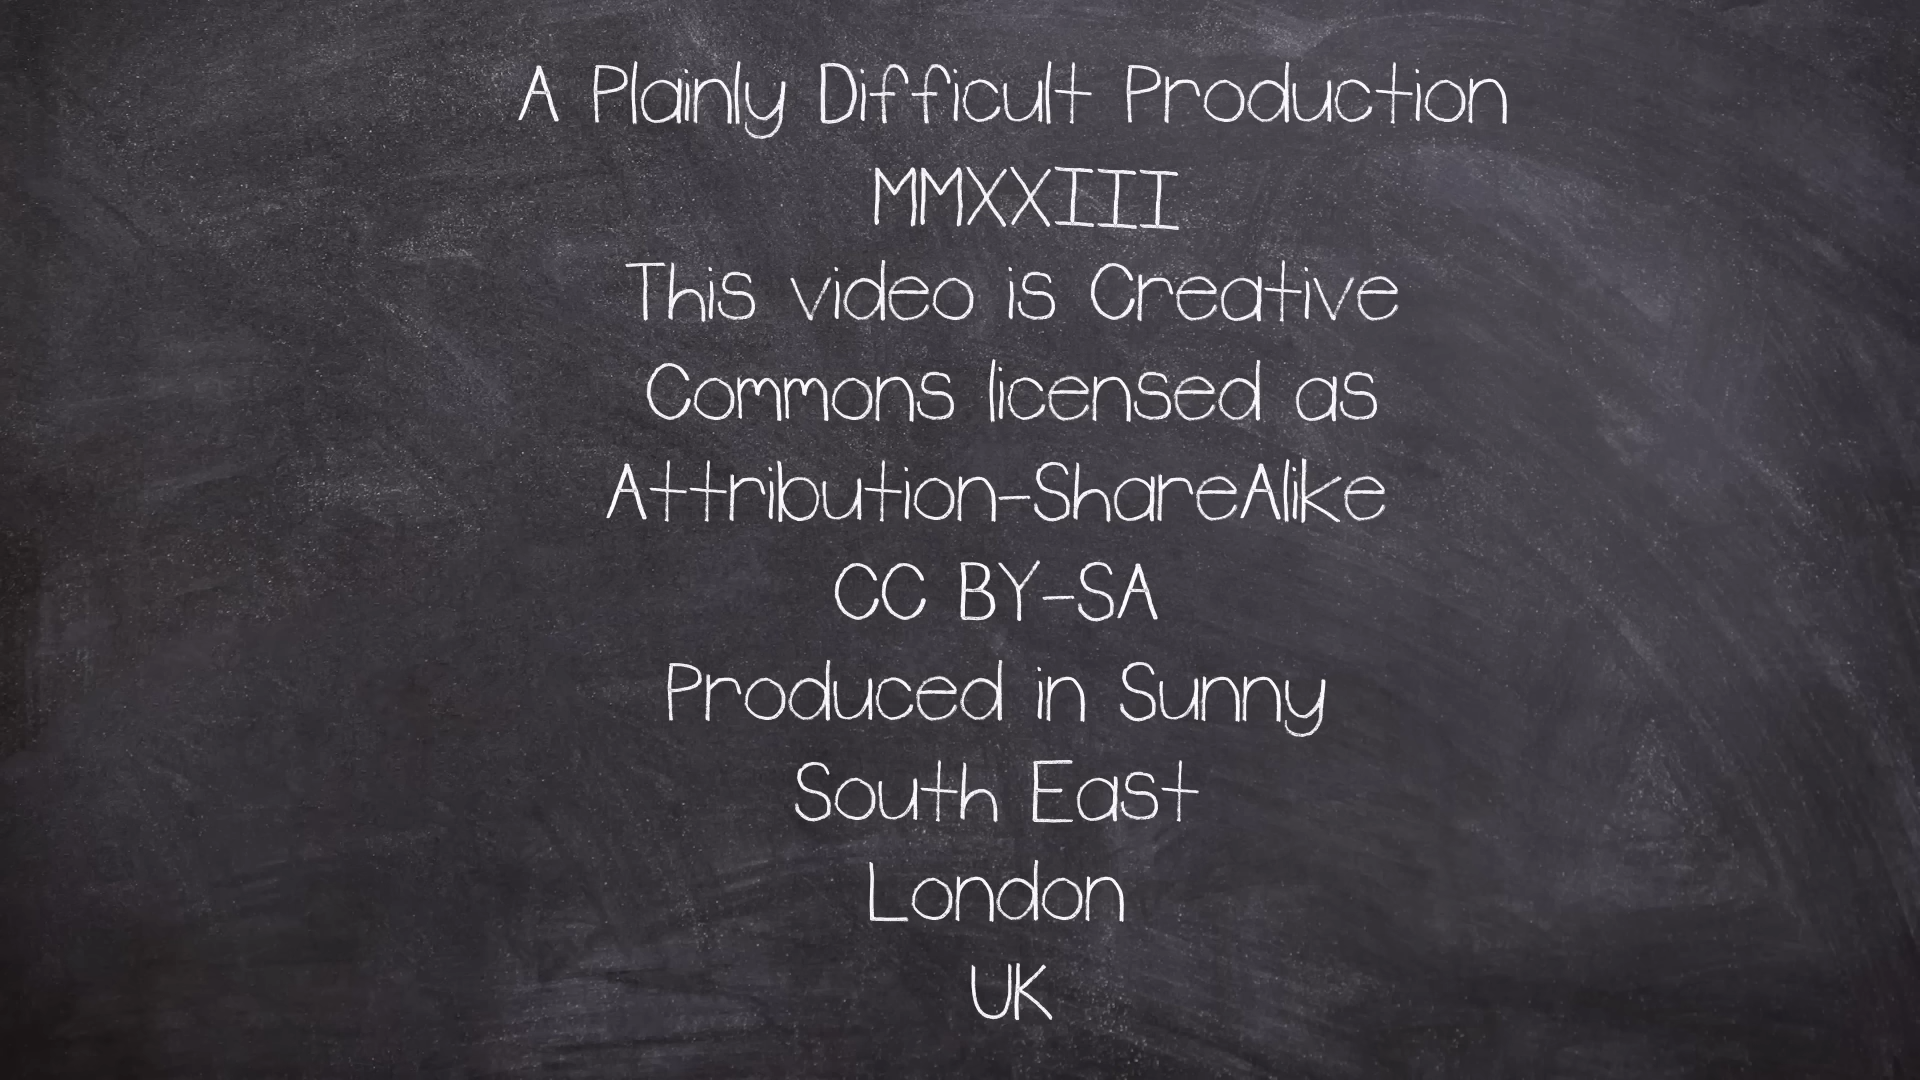 A Plainly Difficult Production
MMXXIII
This video is Creative
Commons licensed as
Attribution-ShareAlike
CC BY-SA
Produced in Sunny
South East
London
UK